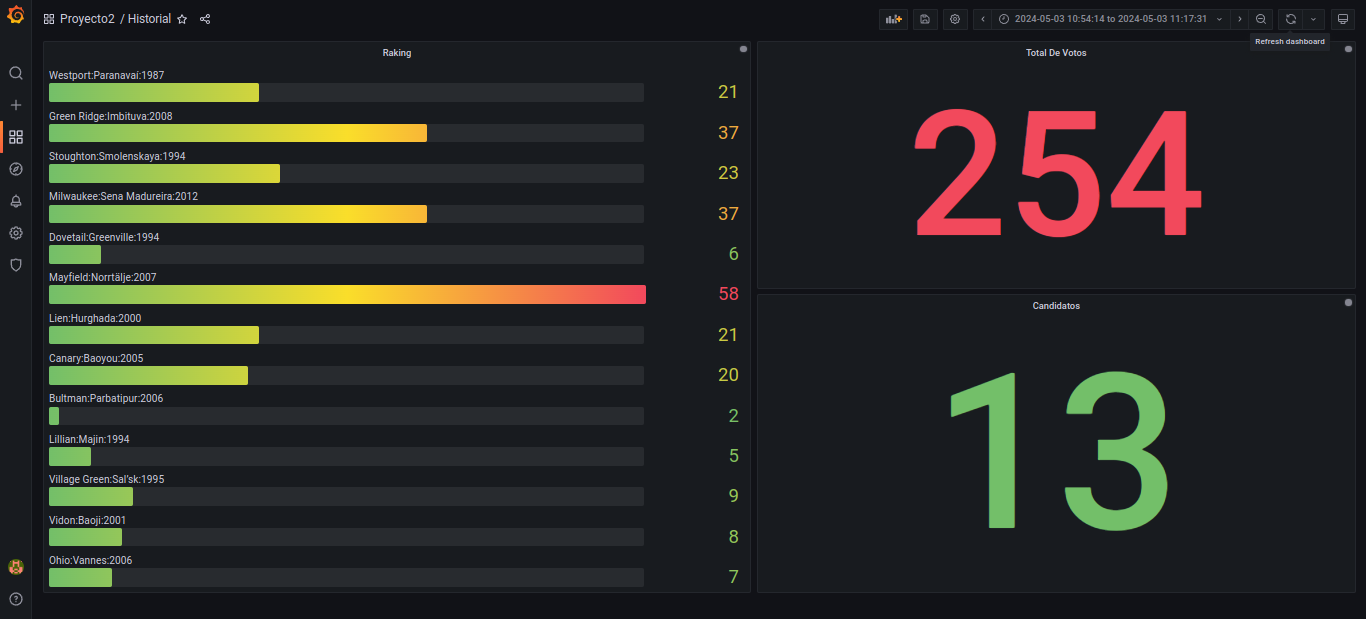 Proyecto2 / Historial
2024-05-03 10:54:14 to 2024-05-03 11:17:31
Refresh dashboard
Raking
Westport:Paranavaí:1987
21
Green Ridge:Imbituva:2008
37
Stoughton:Smolenskaya:1994
23
Milwaukee:Sena Madureira:2012
37
Dovetail:Greenville:1994
6
Mayfield:Norrtälje:2007
58
Lien:Hurghada:2000
21
Canary:Baoyou:2005
20
Bultman:Parbatipur:2006
2
Lillian:Majin:1994
5
Village Green:Sal'sk:1995
9
Vidon:Baoji:2001
8
Ohio:Vannes:2006
7
Total De Votos
254
Candidatos
13